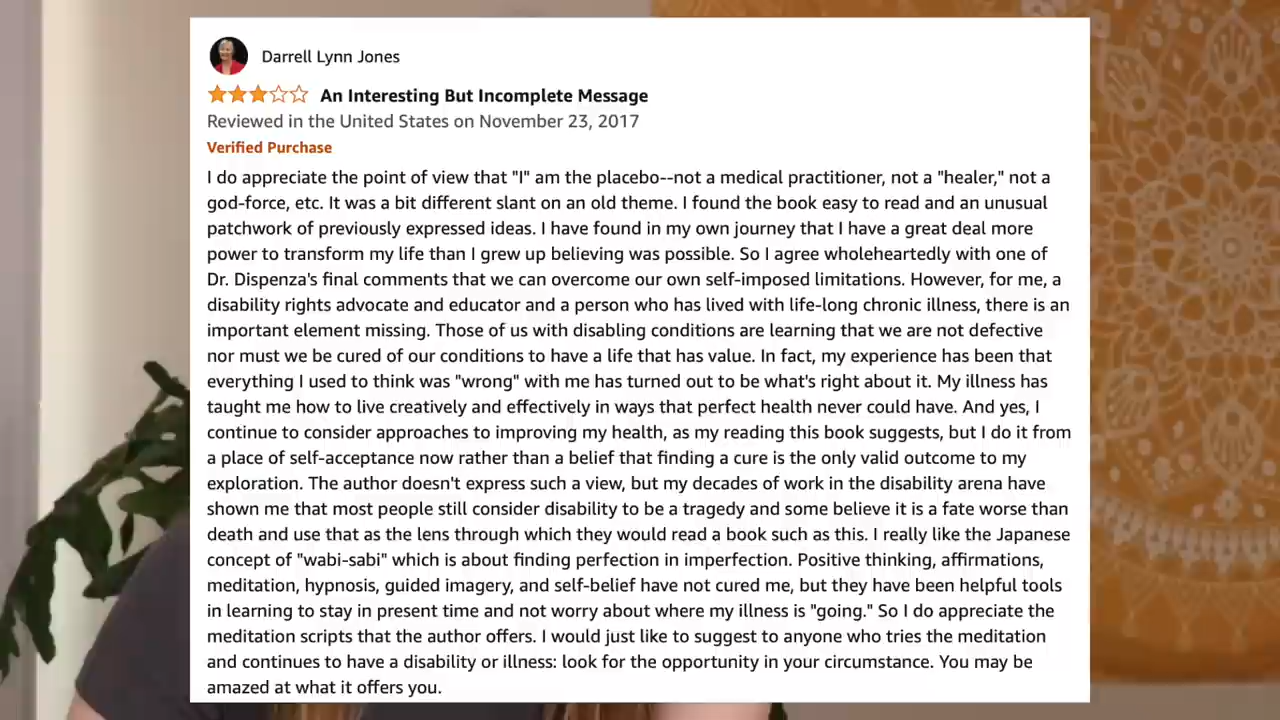 Darrell Lynn Jones
An Interesting But Incomplete Message
Reviewed in the United States on November 23, 2017
Verified Purchase
I do appreciate the point of view that "I" am the placebo--not a medical practitioner, not a "healer," not a
god-force, etc. It was a bit different slant on an old theme. I found the book easy to read and an unusual
patchwork of previously expressed ideas. I have found in my own journey that I have a great deal more
power to transform my life than I grew up believing was possible. So I agree wholeheartedly with one of
Dr. Dispenza's final comments that we can overcome our own self-imposed limitations. However, for me, a
disability rights advocate and educator and a person who has lived with life-long chronic illness, there is an
important element missing. Those of us with disabling conditions are learning that we are not defective
nor must we be cured of our conditions to have a life that has value. In fact, my experience has been that
everything I used to think was "wrong" with me has turned out to be what's right about it. My illness has
taught me how to live creatively and effectively in ways that perfect health never could have. And yes, I
continue to consider approaches to improving my health, as my reading this book suggests, but I do it from
a place of self-acceptance now rather than a belief that finding a cure is the only valid outcome to my
exploration. The author doesn't express such a view, but my decades of work in the disability arena have
shown me that most people still consider disability to be a tragedy and some believe it is a fate worse than
death and use that as the lens through which they would read a book such as this. I really like the Japanese
concept of "wabi-sabi" which is about finding perfection in imperfection. Positive thinking, affirmations,
meditation, hypnosis, guided imagery, and self-belief have not cured me, but they have been helpful tools
in learning to stay in present time and not worry about where my illness is "going." So I do appreciate the
meditation scripts that the author offers. I would just like to suggest to anyone who tries the meditation
and continues to have a disability or illness: look for the opportunity in your circumstance. You may be
amazed at what it offers you.